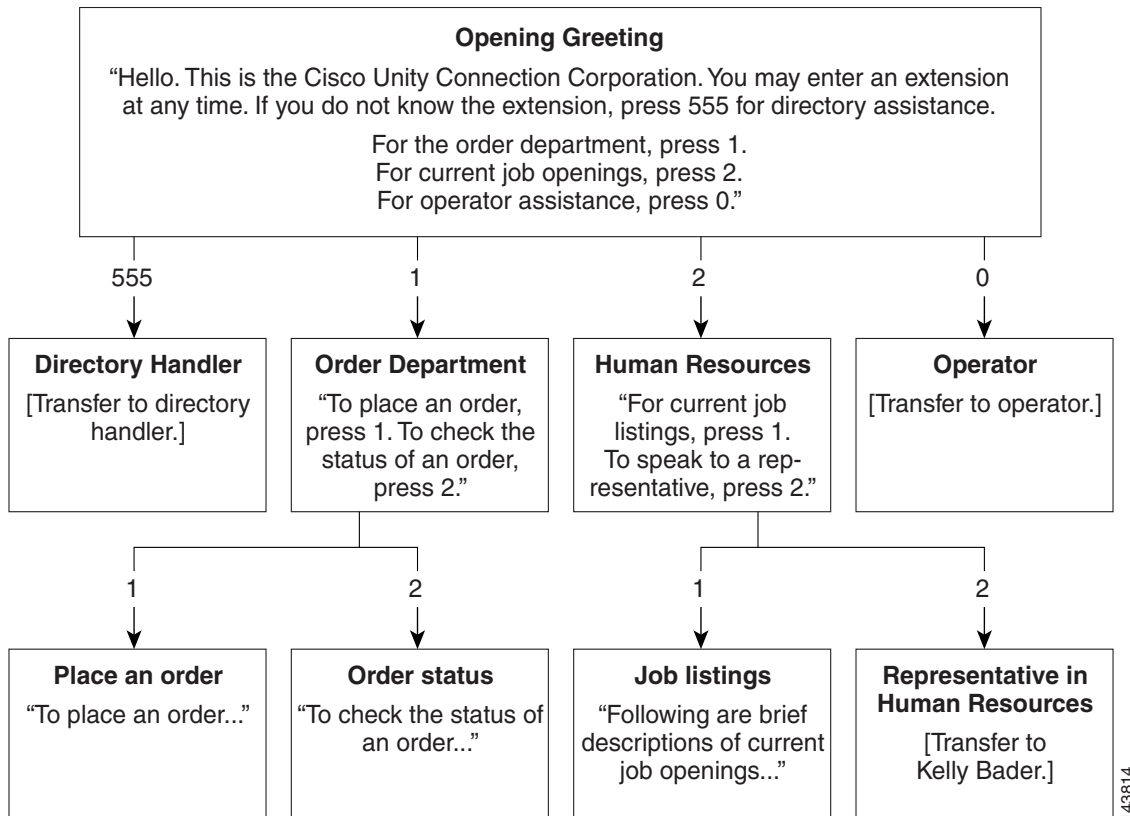 Opening Greeting
“Hello. This is the Cisco Unity Connection Corporation. You may enter an extension
at any time. If you do not know the extension, press 555 for directory assistance.
For the order department, press 1.
For current job openings, press 2.
For operator assistance, press 0.”
555
1
2
0
Directory Handler
[Transfer to directory
handler.]
Order Department
“To place an order,
press 1. To check the
status of an order,
press 2.”
Human Resources
“For current job
listings, press 1.
To speak to a rep-
resentative, press 2.”
Operator
[Transfer to operator.]
1
2
1
2
Place an order
“To place an order...”
Order status
“To check the status of
an order...”
Job listings
“Following are brief
descriptions of current
job openings...”
Representative in
Human Resources
[Transfer to
Kelly Bader.]
43814